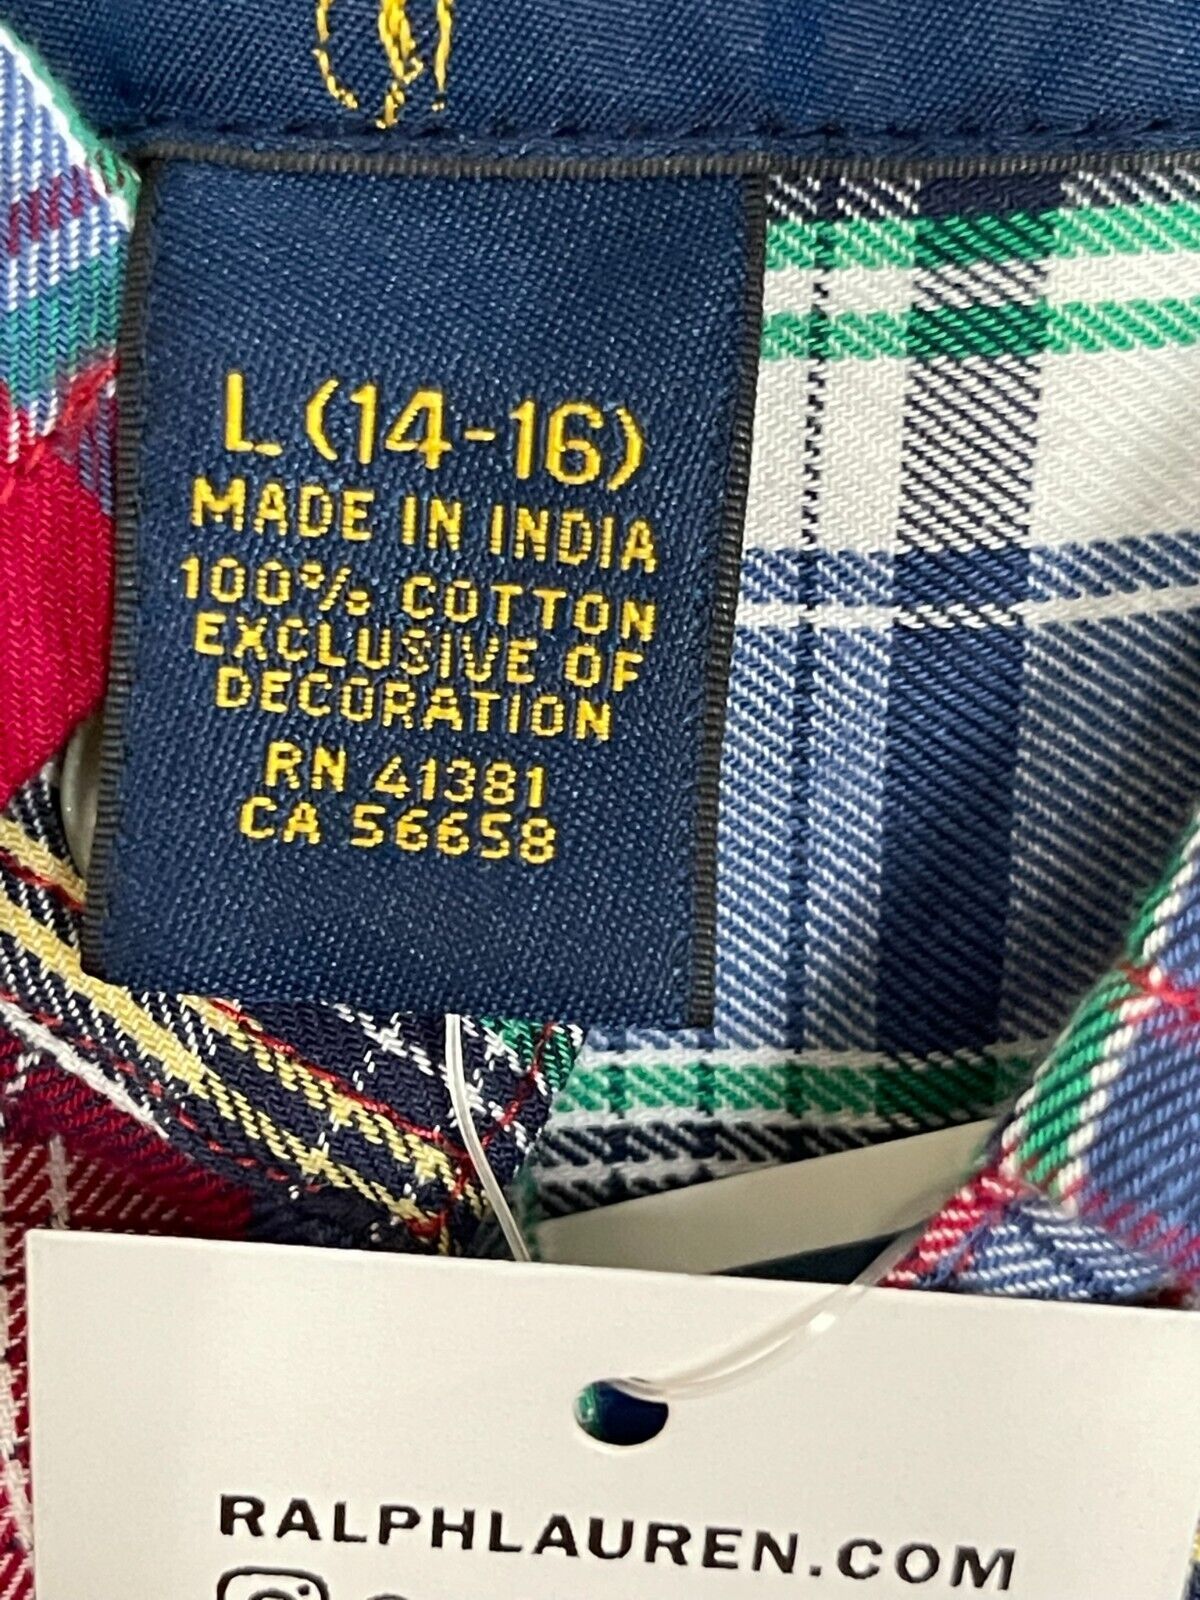 L (14-16)
MADE IN INDIA
100% COTTON
EXCLUSIVE OF
DECORATION
RN 41381
CA 56658
RALPHLAUREN.COM